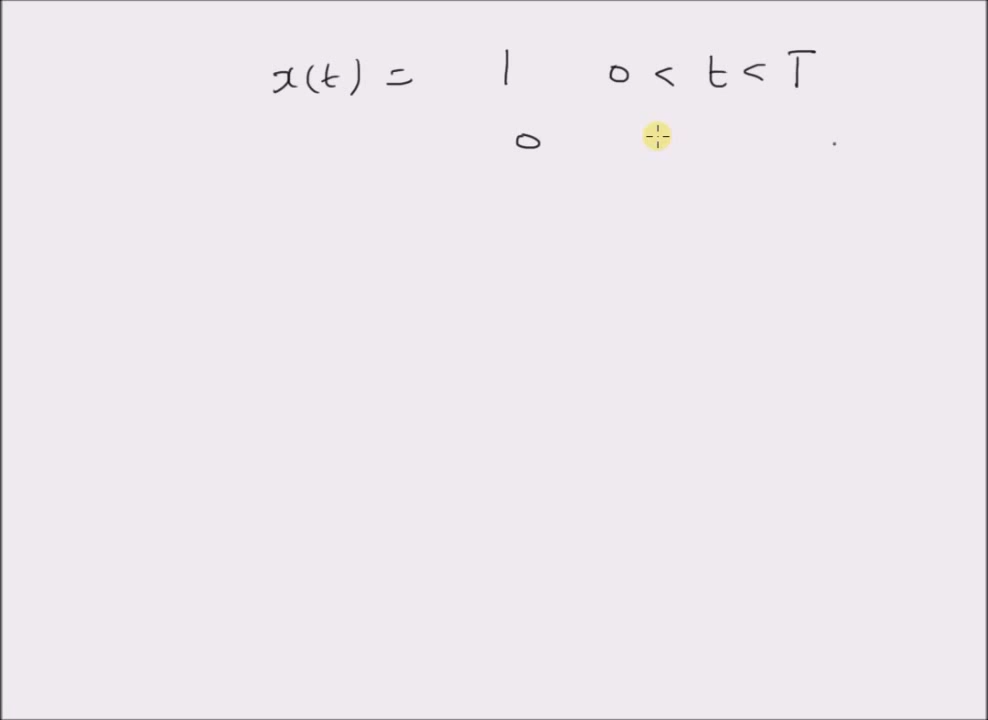 x(t) = 1 0 < t < T
0